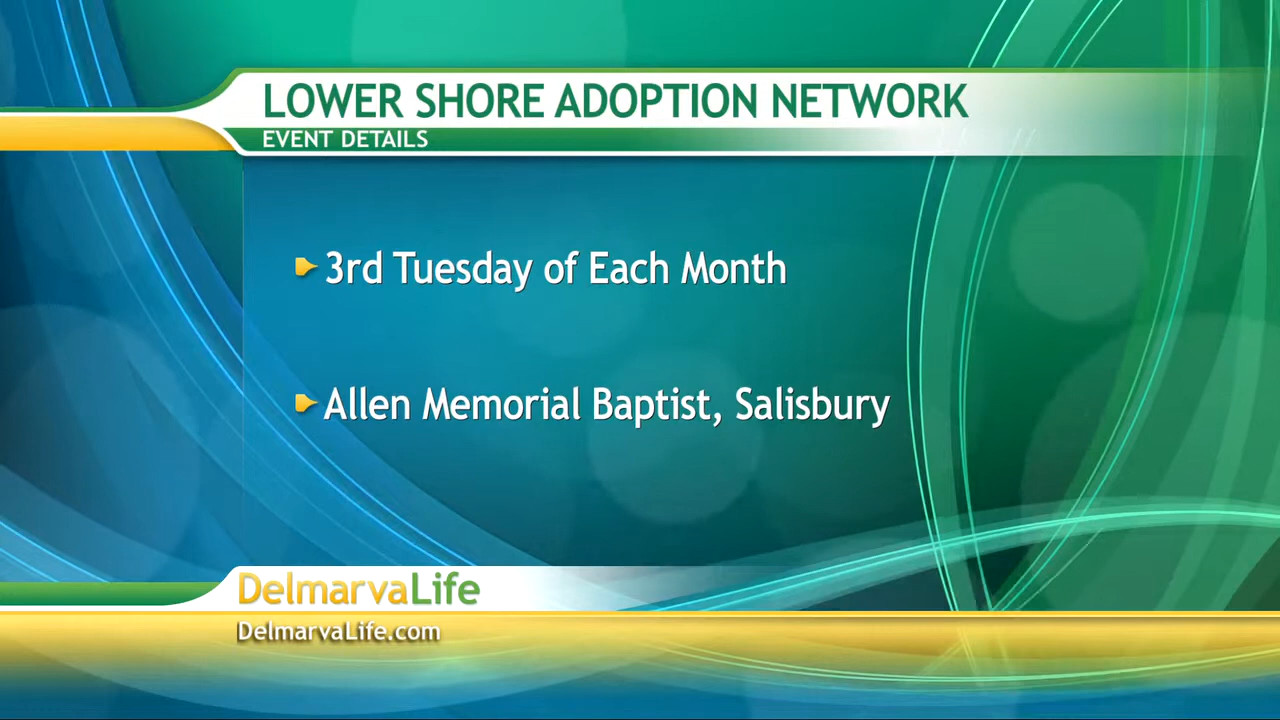 LOWER SHORE ADOPTION NETWORK
EVENT DETAILS
3rd Tuesday of Each Month
Allen Memorial Baptist, Salisbury
DelmarvaLife
DelmarvaLife.com